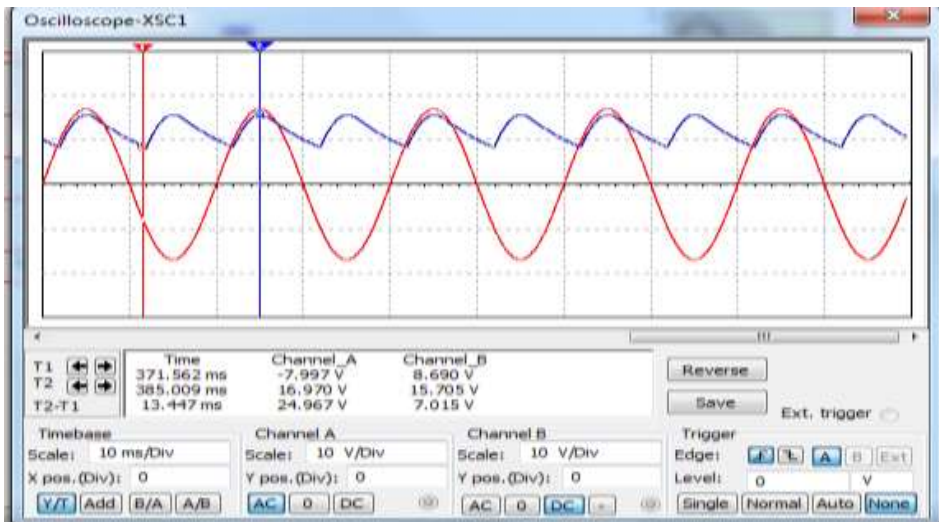 Oscilloscope-XSC1
Time Channel_A Channel_B
T1 371.562 ms -7.997 V 8.690 V
T2 385.009 ms 16.970 V 15.705 V
T2-T1 13.447 ms 24.967 V 7.015 V
Reverse
Save
Ext. trigger
Timebase Channel A Channel B Trigger
Scale: 10 ms/Div Scale: 10 V/Div Scale: 10 V/Div Edge: A B Ext
X pos.(Div): 0 Y pos.(Div): 0 Y pos.(Div): 0 Level: 0 V
Y/T Add B/A A/B AC 0 DC AC 0 DC - Single Normal Auto None